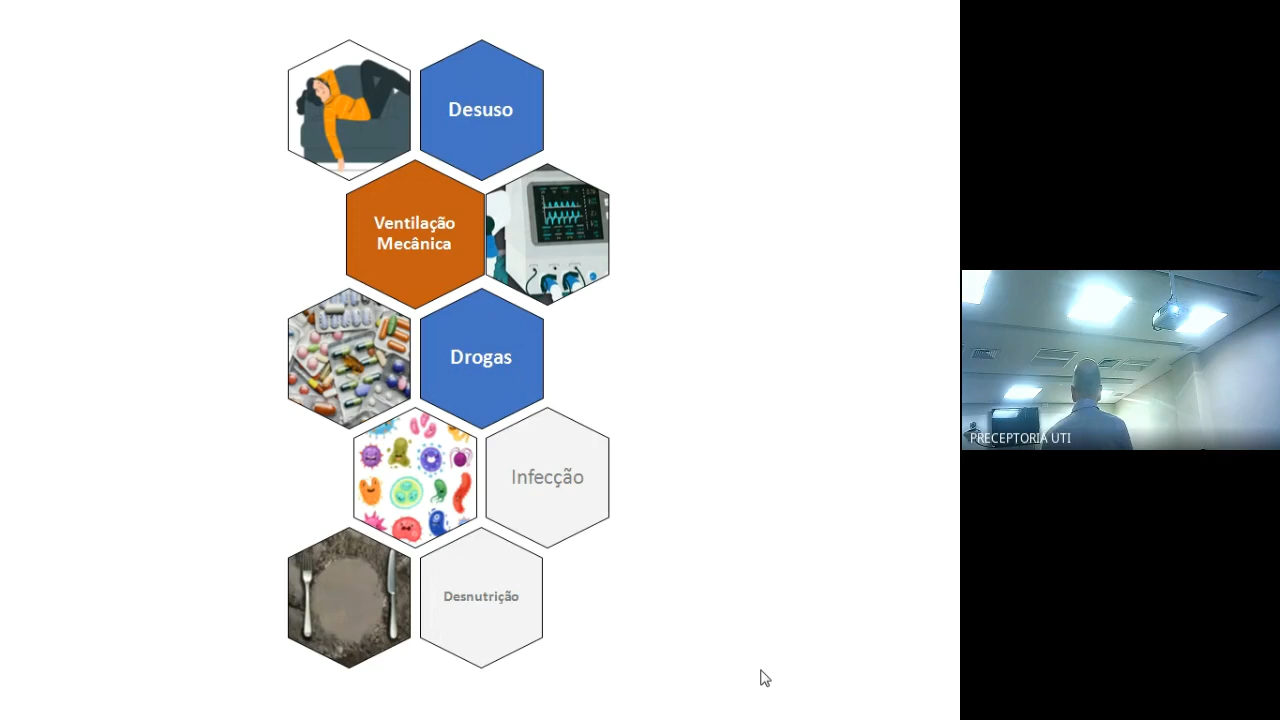 Desuso
Ventilação
Mecânica
Drogas
Infecção
Desnutrição
PRECEPTORIA UTI